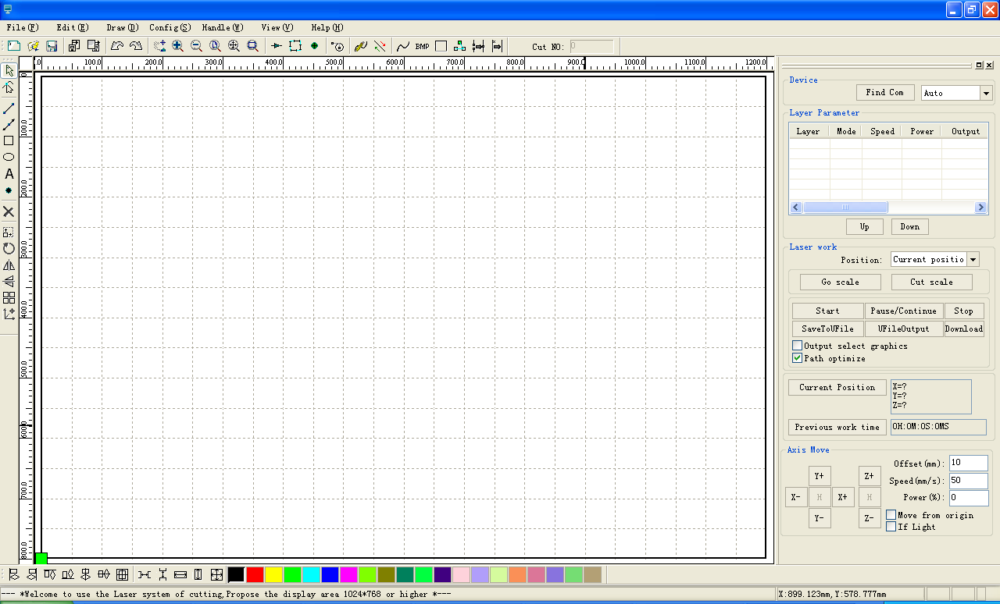 File(F) Edit(E) Draw(D) Config(S) Handle(W) View(V) Help(H)
BMP Cut NO: 0
.0 100.0 200.0 300.0 400.0 500.0 600.0 700.0 800.0 900.0 1000.0 1100.0 1200.0
.0
100.0
200.0
300.0
400.0
500.0
600.0
700.0
800.0
A
Device
Find Com Auto
Layer Parameter
Layer Mode Speed Power Output
Up Down
Laser work
Position: Current positio
Go scale Cut scale
Start Pause/Continue Stop
SaveToUFile UFileOutput Download
Output select graphics
Path optimize
Current Position
X=?
Y=?
Z=?
Previous work time 0H:0M:0S:0MS
Axis Move
Offset(mm): 10
Speed(mm/s): 50
Power(%): 0
Y+ Z+
X- H X+ H
Y- Z-
Move from origin
If Light
--- *Welcome to use the Laser system of cutting,Propose the display area 1024*768 or higher *---
X:899.123mm,Y:578.777mm